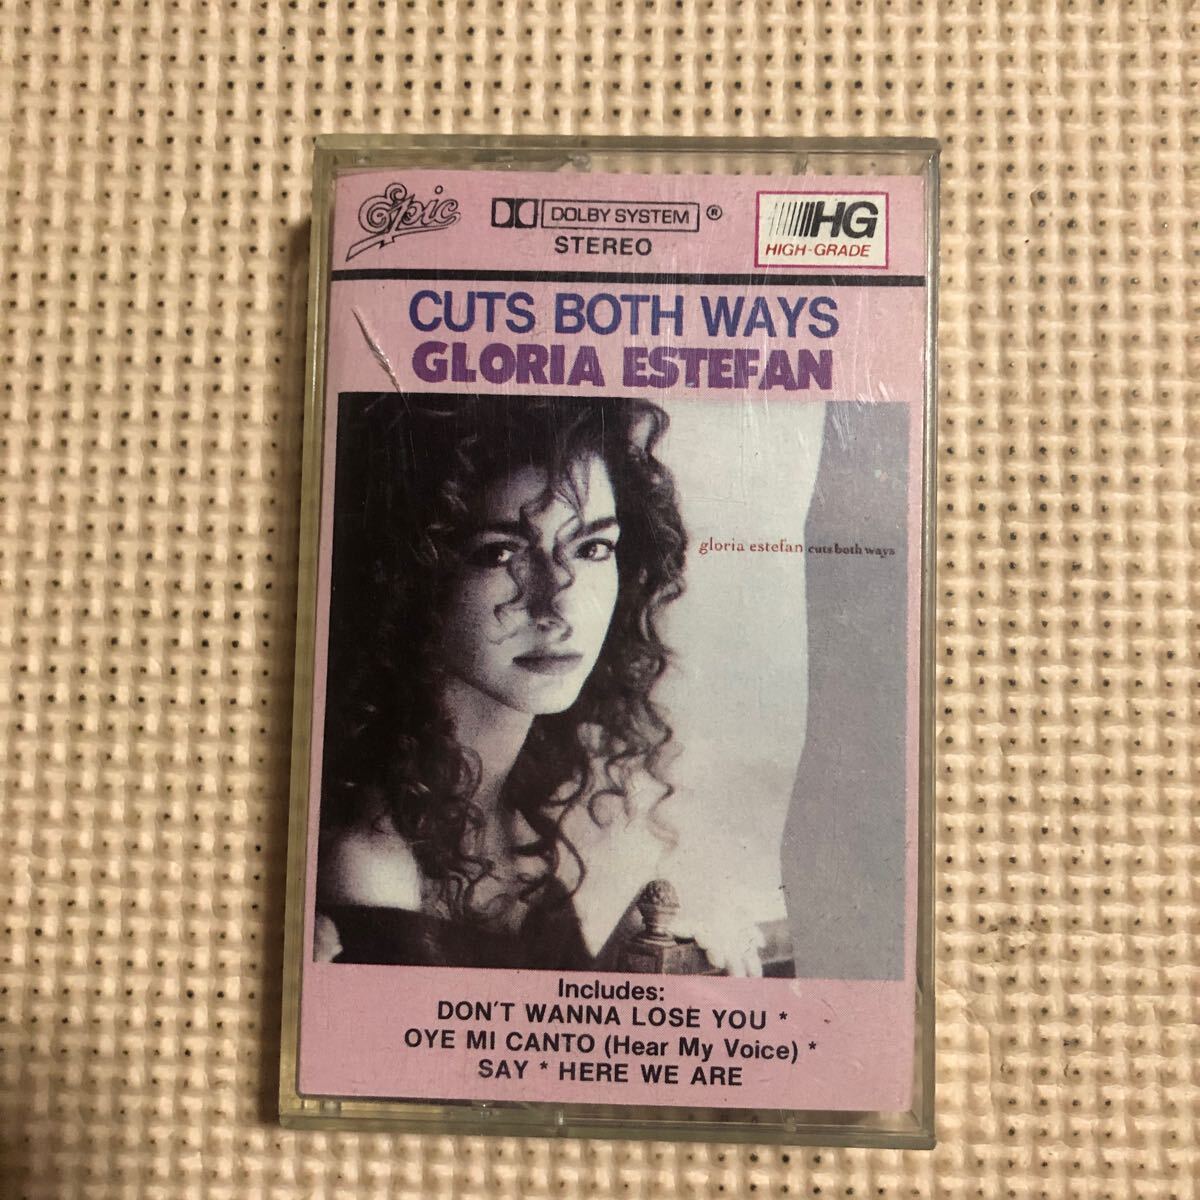 Epic
DOLBY SYSTEM ®
STEREO
HG
HIGH-GRADE
CUTS BOTH WAYS
GLORIA ESTEFAN
gloria estefan cuts both ways
Includes:
DON'T WANNA LOSE YOU *
OYE MI CANTO (Hear My Voice) *
SAY * HERE WE ARE